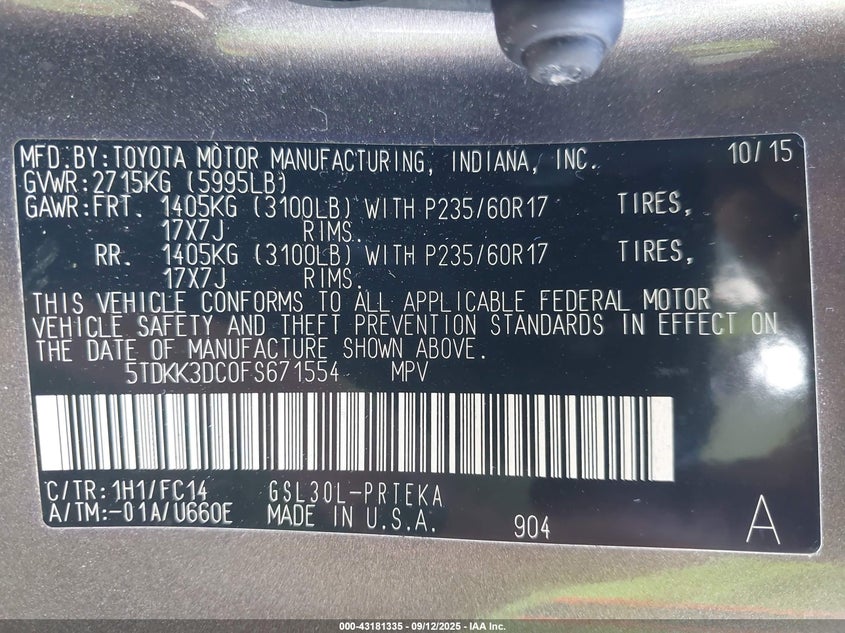 MFD.BY:TOYOTA MOTOR MANUFACTURING, INDIANA, INC. 10/15
GVWR:2715KG (5995LB)
GAWR:FRT. 1405KG (3100LB) WITH P235/60R17 TIRES,
17X7J RIMS.
RR. 1405KG (3100LB) WITH P235/60R17 TIRES,
17X7J RIMS.
THIS VEHICLE CONFORMS TO ALL APPLICABLE FEDERAL MOTOR
VEHICLE SAFETY AND THEFT PREVENTION STANDARDS IN EFFECT ON
THE DATE OF MANUFACTURE SHOWN ABOVE.
5TDKK3DC0FS671554 MPV
C/TR:1H1/FC14 GSL30L-PRTEKA
A/TM:-01A/U660E MADE IN U.S.A. 904 A
000-43181335 - 09/12/2025 - IAA Inc.